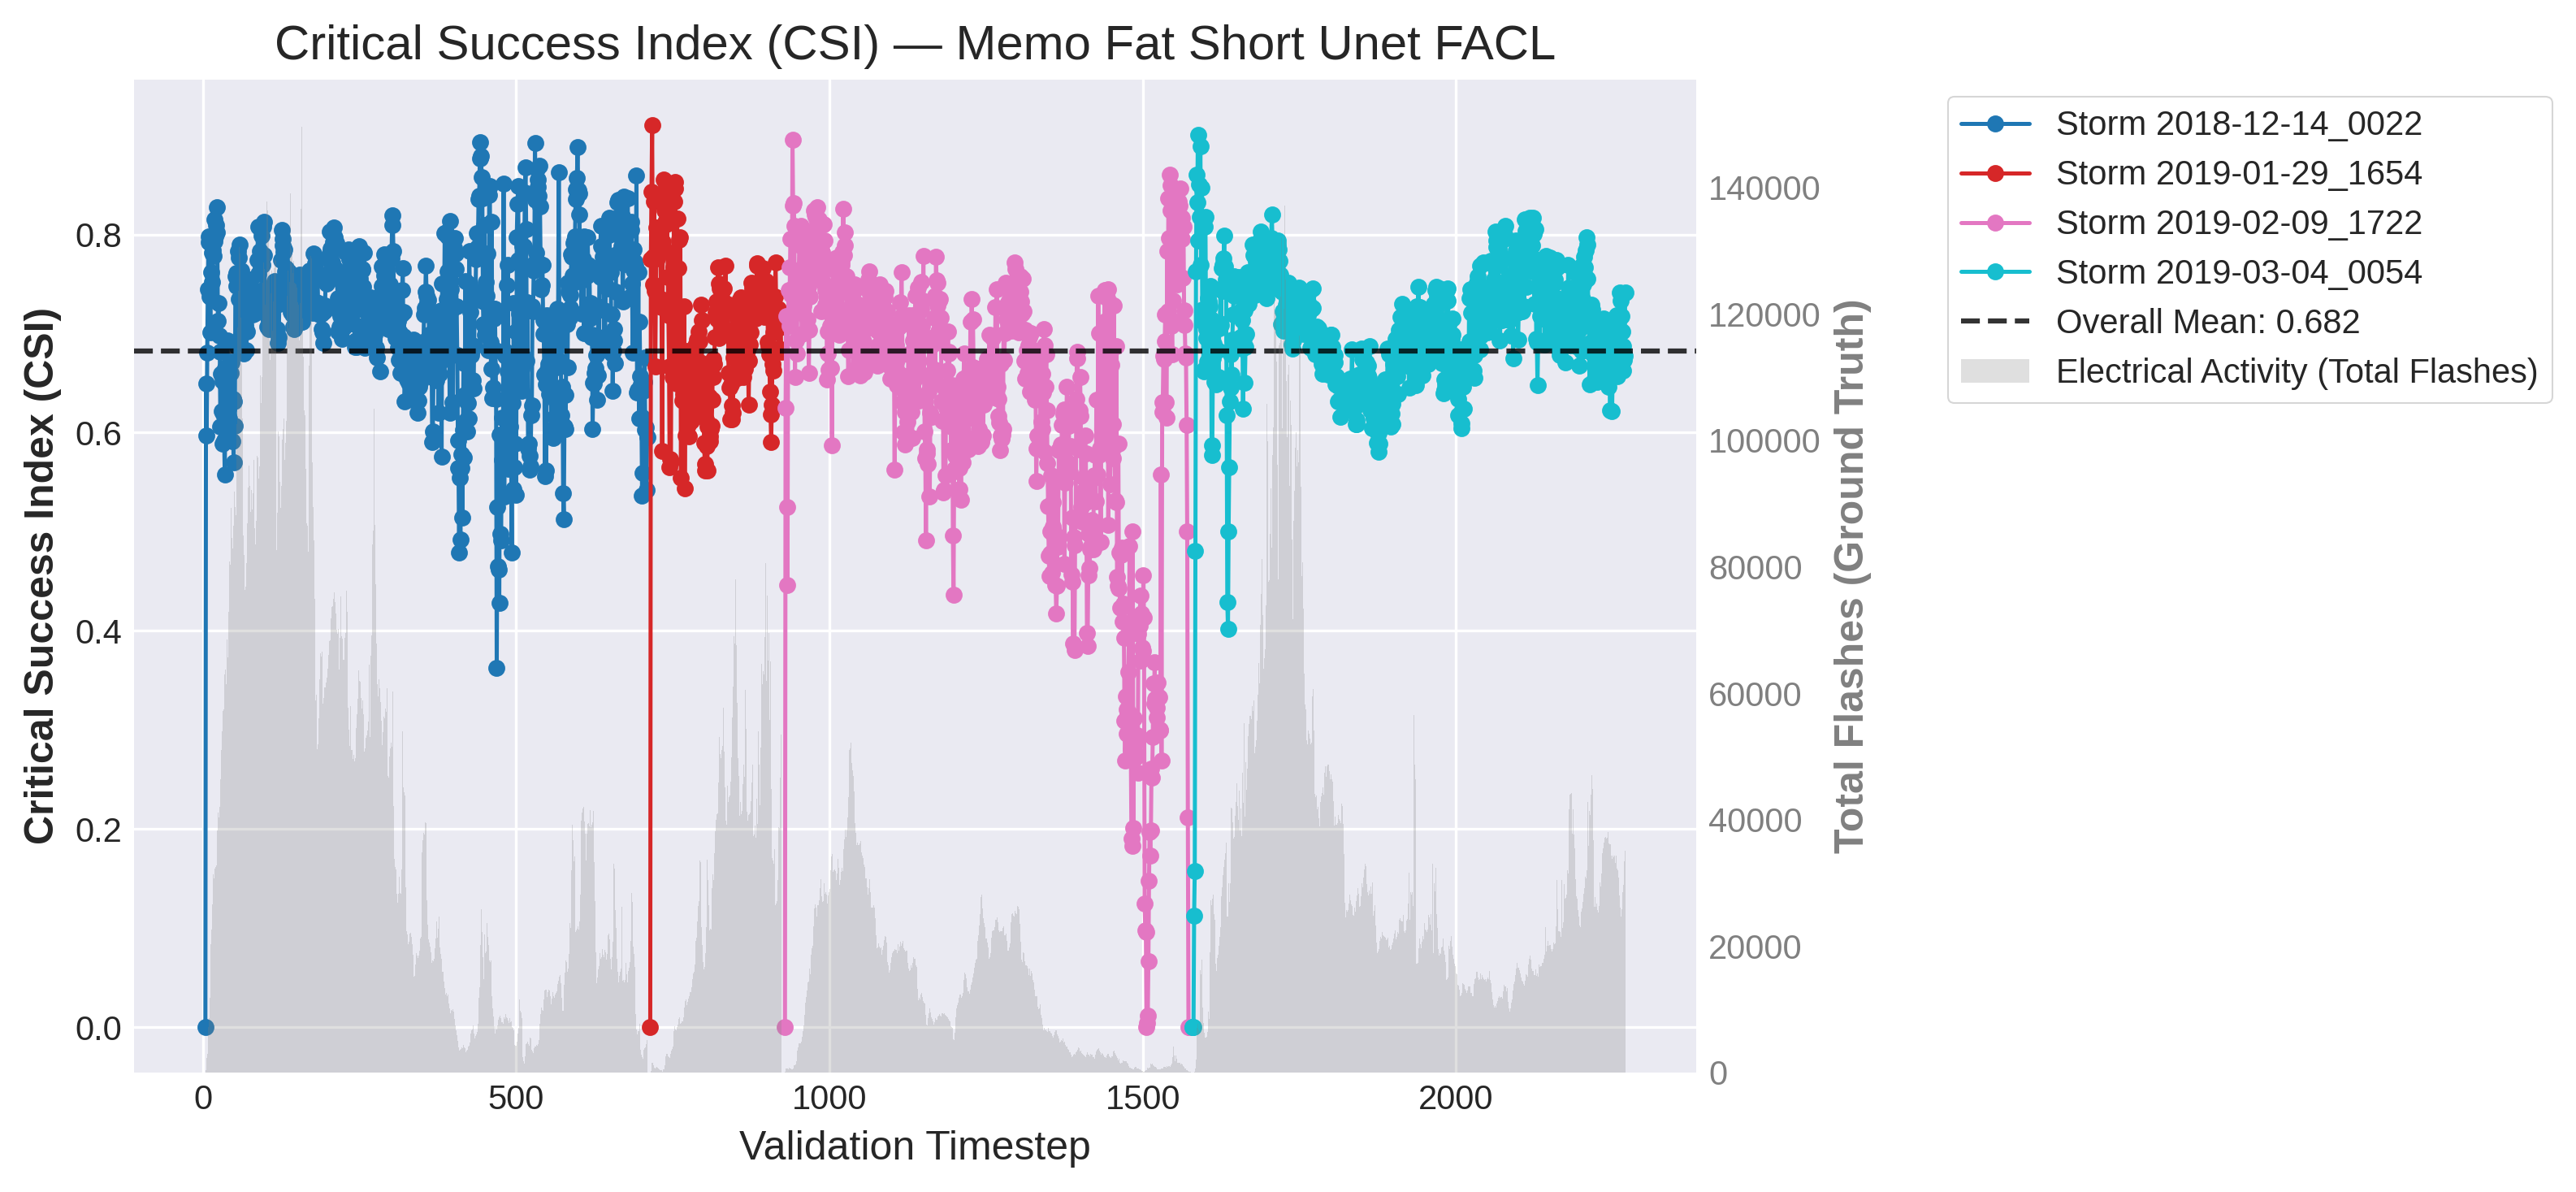 Critical Success Index (CSI) — Memo Fat Short Unet FACL
Critical Success Index (CSI)
0.8
0.6
0.4
0.2
0.0
0
500
1000
1500
2000
Validation Timestep
140000
120000
100000
80000
60000
40000
20000
0
Total Flashes (Ground Truth)
Storm 2018-12-14_0022
Storm 2019-01-29_1654
Storm 2019-02-09_1722
Storm 2019-03-04_0054
Overall Mean: 0.682
Electrical Activity (Total Flashes)